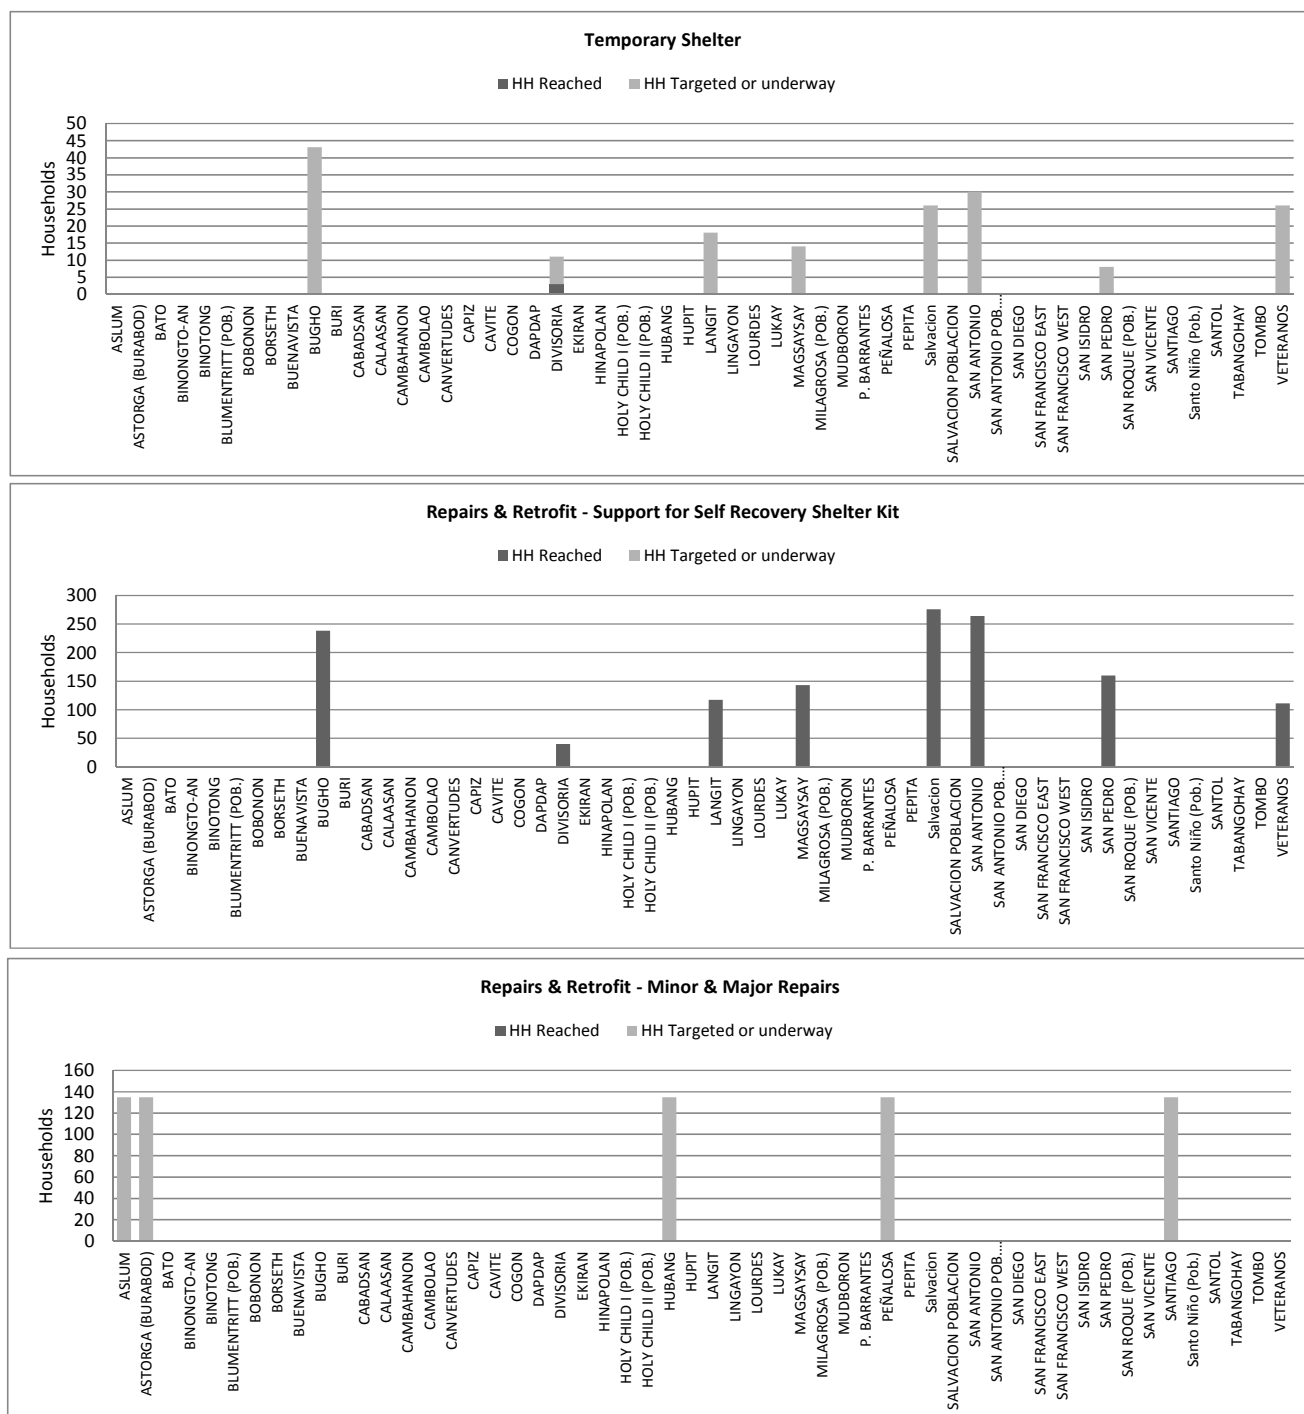 Temporary Shelter
HH Reached HH Targeted or underway
Households
50
45
40
35
30
25
20
15
10
5
0
ASLUM
ASTORGA (BURABOD)
BATO
BINONGTO-AN
BINOTONG
BLUMENTRITT (POB.)
BOBONON
BORSETH
BUENAVISTA
BUGHO
BURI
CABADSAN
CALAASAN
CAMBAHANON
CAMBOLAO
CANVERTUDES
CAPIZ
CAVITE
COGON
DAPDAP
DIVISORIA
EKIRAN
HINAPOLAN
HOLY CHILD I (POB.)
HOLY CHILD II (POB.)
HUBANG
HUPIT
LANGIT
LINGAYON
LOURDES
LUKAY
MAGSAYSAY
MILAGROSA (POB.)
MUDBORON
P. BARRANTES
PEÑALOSA
PEPITA
Salvacion
SALVACION POBLACION
SAN ANTONIO
SAN ANTONIO POB.…
SAN DIEGO
SAN FRANCISCO EAST
SAN FRANCISCO WEST
SAN ISIDRO
SAN PEDRO
SAN ROQUE (POB.)
SAN VICENTE
SANTIAGO
Santo Niño (Pob.)
SANTOL
TABANGOHAY
TOMBO
VETERANOS
Repairs & Retrofit - Support for Self Recovery Shelter Kit
HH Reached HH Targeted or underway
Households
300
250
200
150
100
50
0
ASLUM
ASTORGA (BURABOD)
BATO
BINONGTO-AN
BINOTONG
BLUMENTRITT (POB.)
BOBONON
BORSETH
BUENAVISTA
BUGHO
BURI
CABADSAN
CALAASAN
CAMBAHANON
CAMBOLAO
CANVERTUDES
CAPIZ
CAVITE
COGON
DAPDAP
DIVISORIA
EKIRAN
HINAPOLAN
HOLY CHILD I (POB.)
HOLY CHILD II (POB.)
HUBANG
HUPIT
LANGIT
LINGAYON
LOURDES
LUKAY
MAGSAYSAY
MILAGROSA (POB.)
MUDBORON
P. BARRANTES
PEÑALOSA
PEPITA
Salvacion
SALVACION POBLACION
SAN ANTONIO
SAN ANTONIO POB.…
SAN DIEGO
SAN FRANCISCO EAST
SAN FRANCISCO WEST
SAN ISIDRO
SAN PEDRO
SAN ROQUE (POB.)
SAN VICENTE
SANTIAGO
Santo Niño (Pob.)
SANTOL
TABANGOHAY
TOMBO
VETERANOS
Repairs & Retrofit - Minor & Major Repairs
HH Reached HH Targeted or underway
Households
160
140
120
100
80
60
40
20
0
ASLUM
ASTORGA (BURABOD)
BATO
BINONGTO-AN
BINOTONG
BLUMENTRITT (POB.)
BOBONON
BORSETH
BUENAVISTA
BUGHO
BURI
CABADSAN
CALAASAN
CAMBAHANON
CAMBOLAO
CANVERTUDES
CAPIZ
CAVITE
COGON
DAPDAP
DIVISORIA
EKIRAN
HINAPOLAN
HOLY CHILD I (POB.)
HOLY CHILD II (POB.)
HUBANG
HUPIT
LANGIT
LINGAYON
LOURDES
LUKAY
MAGSAYSAY
MILAGROSA (POB.)
MUDBORON
P. BARRANTES
PEÑALOSA
PEPITA
Salvacion
SALVACION POBLACION
SAN ANTONIO
SAN ANTONIO POB.…
SAN DIEGO
SAN FRANCISCO EAST
SAN FRANCISCO WEST
SAN ISIDRO
SAN PEDRO
SAN ROQUE (POB.)
SAN VICENTE
SANTIAGO
Santo Niño (Pob.)
SANTOL
TABANGOHAY
TOMBO
VETERANOS